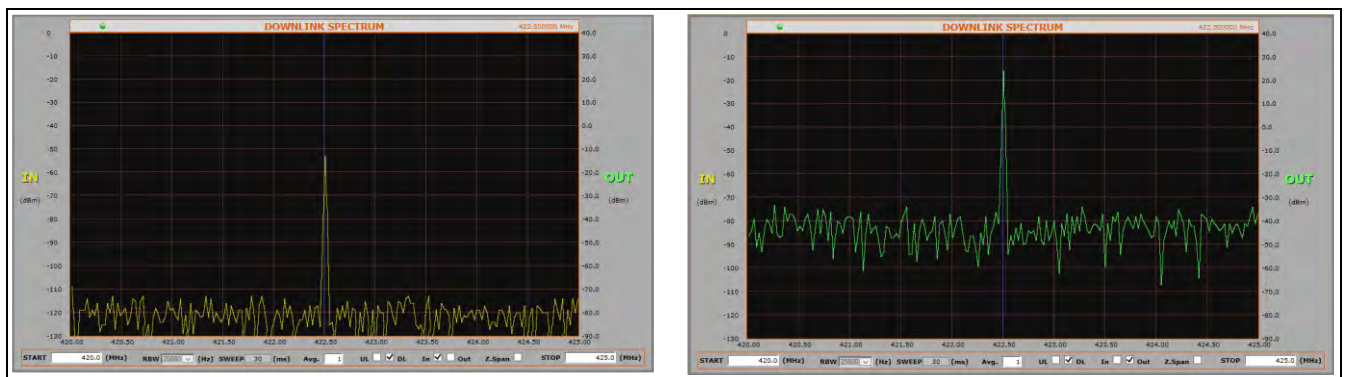 DOWNLINK SPECTRUM 422.500000 MHz
0 40.0
-10 30.0
-20 20.0
-30 10.0
-40 0.0
-50 -10.0
-60 -20.0
IN OUT
-70 -30.0
(dBm) (dBm)
-80 -40.0
-90 -50.0
-100 -60.0
-110 -70.0
-120 -80.0
-130 -90.0
420.00 420.50 421.00 421.50 422.00 422.50 423.00 423.50 424.00 424.50 425.00
START 420.0 (MHz) RBW 25000 (Hz) SWEEP 30 (ms) Avg. 1 UL DL In Out Z.Span STOP 425.0 (MHz)
DOWNLINK SPECTRUM 422.500000 MHz
0 40.0
-10 30.0
-20 20.0
-30 10.0
-40 0.0
-50 -10.0
-60 -20.0
IN OUT
-70 -30.0
(dBm) (dBm)
-80 -40.0
-90 -50.0
-100 -60.0
-110 -70.0
-120 -80.0
-130 -90.0
420.00 420.50 421.00 421.50 422.00 422.50 423.00 423.50 424.00 424.50 425.00
START 420.0 (MHz) RBW 25000 (Hz) SWEEP 30 (ms) Avg. 1 UL DL In Out Z.Span STOP 425.0 (MHz)